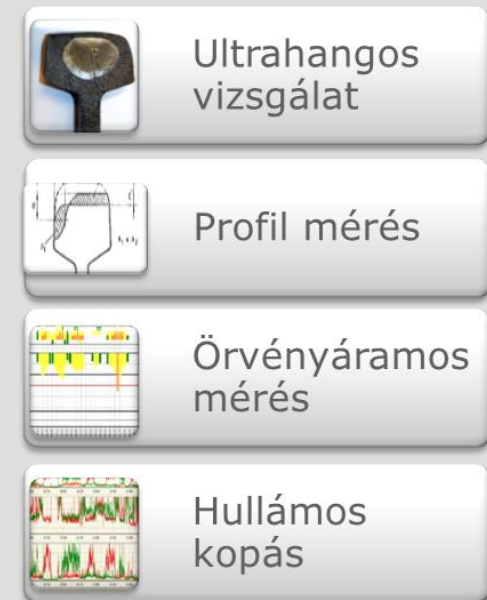 Ultrahangos
vizsgálat
Profil mérés
Örvényáramos
mérés
Hullámos
kopás